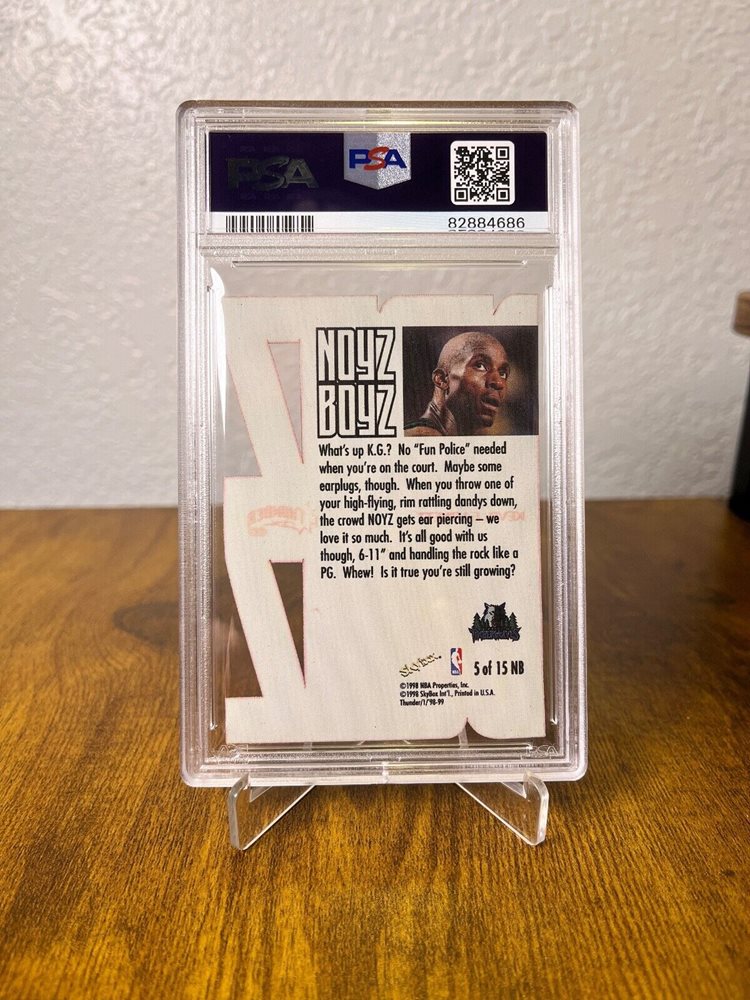 PSA
PSA
82884686
NOYZ
BOYZ
What's up K.G.? No "Fun Police" needed
when you're on the court. Maybe some
earplugs, though. When you throw one of
your high-flying, rim rattling dandys down,
the crowd NOYZ gets ear piercing – we
love it so much. It's all good with us
though, 6-11" and handling the rock like a
PG. Whew! Is it true you're still growing?
SkyBox
5 of 15 NB
©1998 NBA Properties, Inc.
©1998 SkyBox Int'l., Printed in U.S.A.
Thunder/1/'98-99